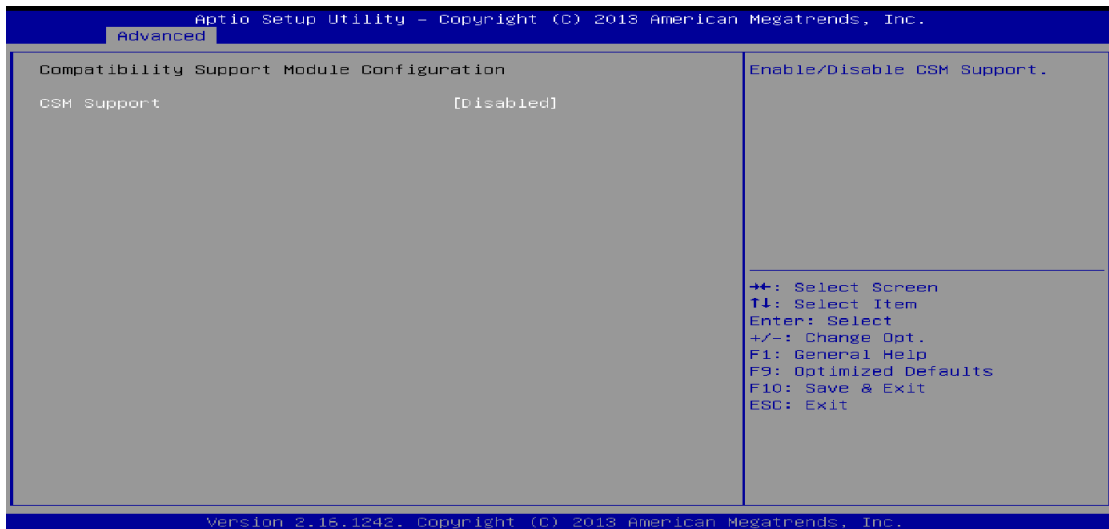 Aptio Setup Utility – Copyright (C) 2013 American Megatrends, Inc.
Advanced
Compatibility Support Module Configuration
CSM Support [Disabled]
Enable/Disable CSM Support.
→←: Select Screen
↑↓: Select Item
Enter: Select
+/-: Change Opt.
F1: General Help
F9: Optimized Defaults
F10: Save & Exit
ESC: Exit
Version 2.16.1242. Copyright (C) 2013 American Megatrends, Inc.